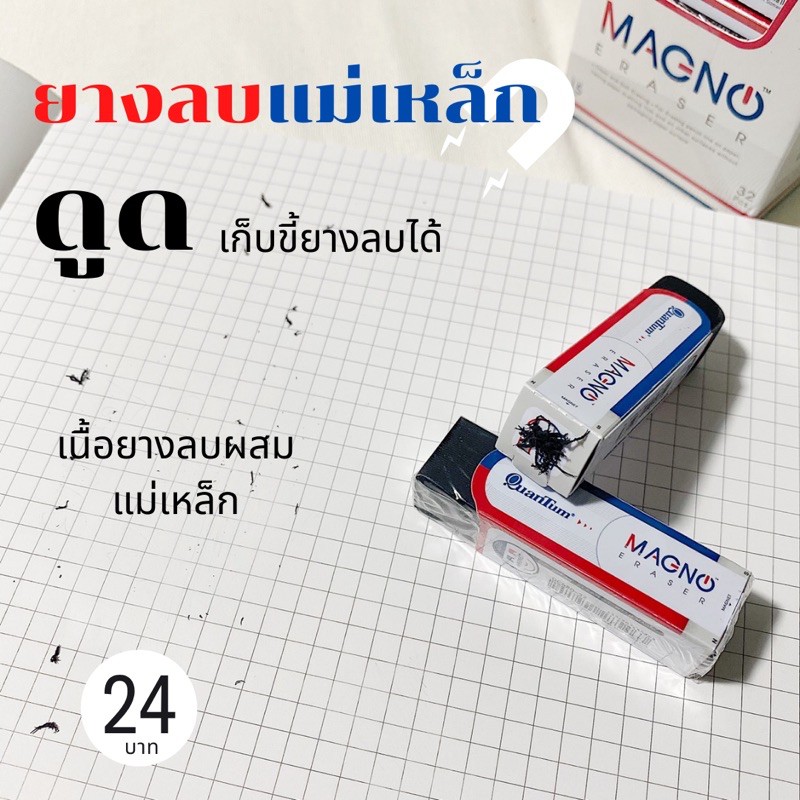 MAGNO™
ERASER
32
ยางลบแม่เหล็ก
ดูด เก็บขี้ยางลบได้
QuanTum®
MAGNO
ERASER
เนื้อยางลบผสม
แม่เหล็ก
QuanTum®
MAGNO
ERASER
24
บาท